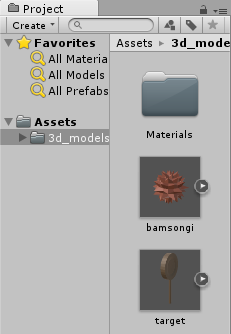 Project
Create
Favorites
All Materia
All Models
All Prefabs
Assets
3d_models
Assets
3d_mode
Materials
bamsongi
target